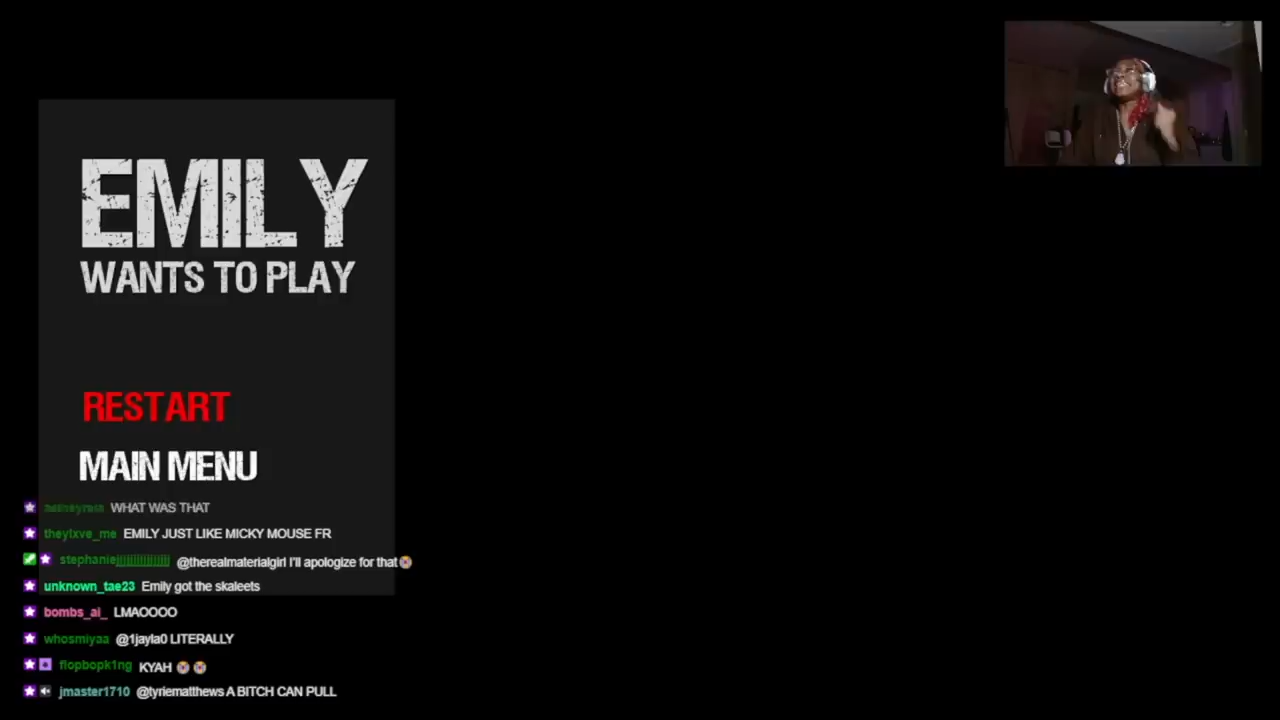 EMILY
WANTS TO PLAY
RESTART
MAIN MENU
WHAT WAS THAT
theylxve_me EMILY JUST LIKE MICKY MOUSE FR
@therealmaterialgirl I'll apologize for that
unknown_tae23 Emily got the skaleets
bombs_ai_ LMAOOOO
whosmiyaa @1jayla0 LITERALLY
flopbopk1ng KYAH
jmaster1710 @tyriematthews A BITCH CAN PULL